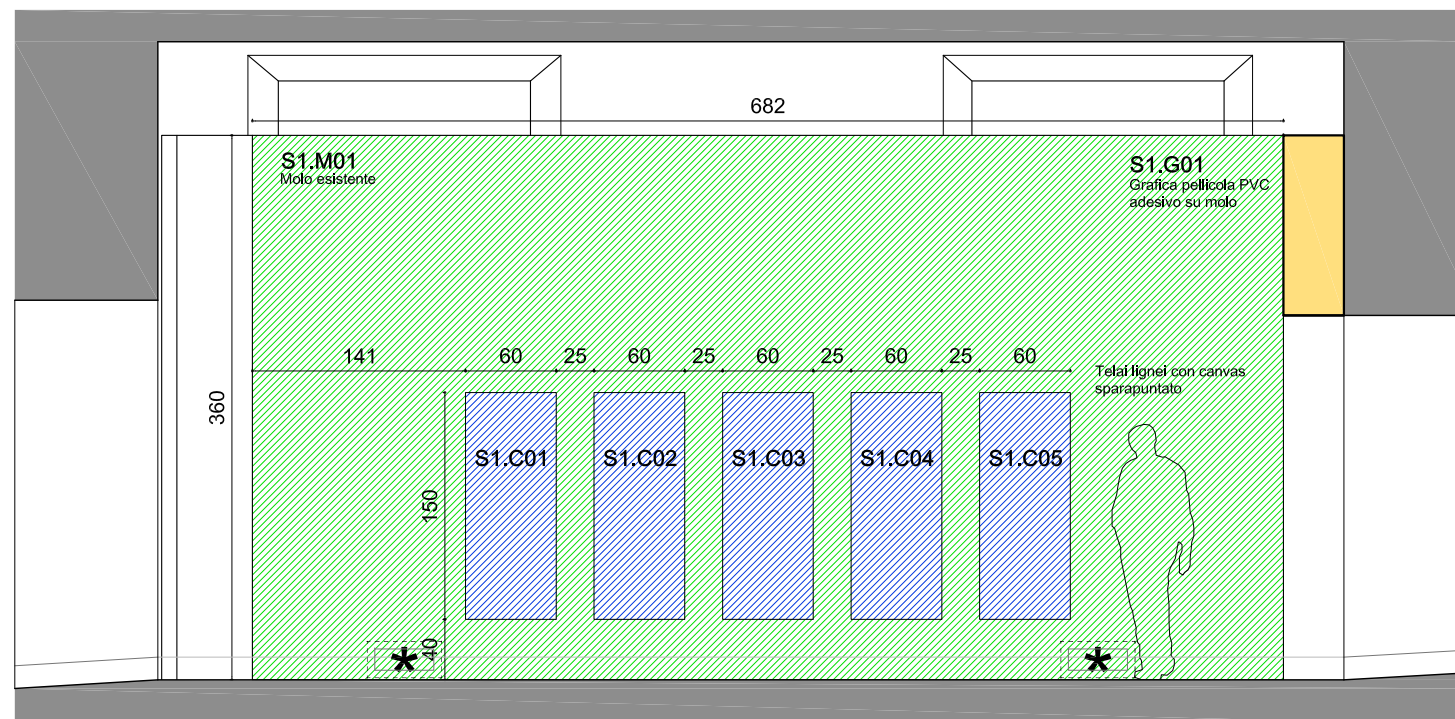 682
S1.M01
Molo esistente
S1.G01
Grafica pellicola PVC
adesivo su molo
141
60
25
60
25
60
25
60
25
60
Telai lignei con canvas
sparapuntato
360
S1.C01
S1.C02
S1.C03
S1.C04
S1.C05
150
40
*
*